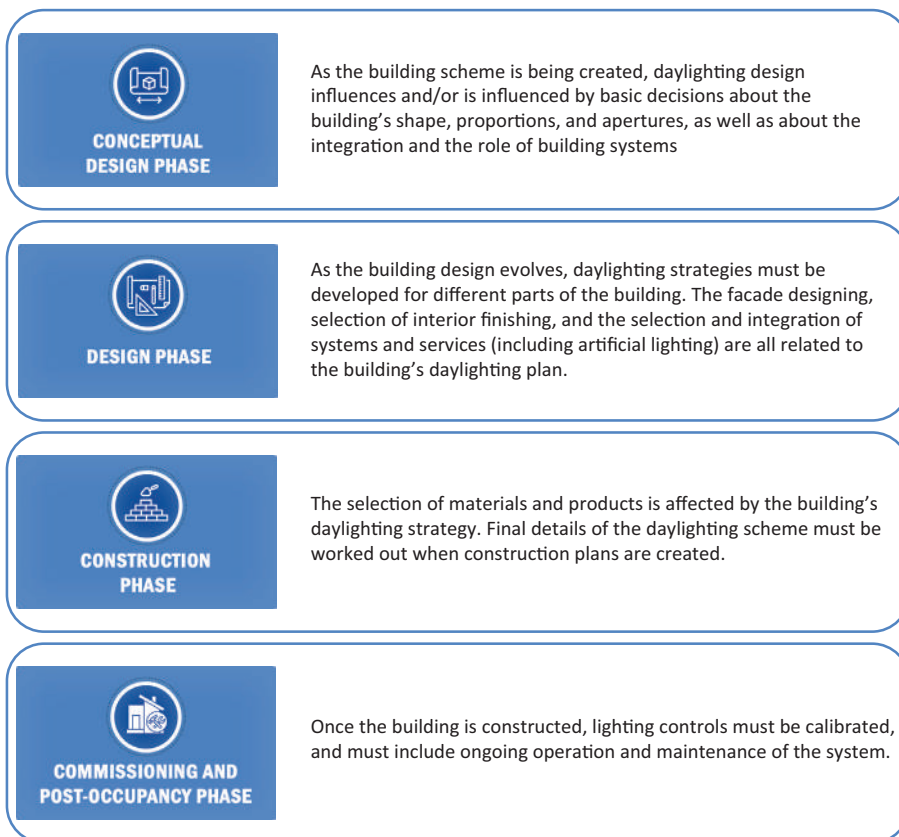 CONCEPTUAL
DESIGN PHASE
As the building scheme is being created, daylighting design
influences and/or is influenced by basic decisions about the
building’s shape, proportions, and apertures, as well as about the
integration and the role of building systems
DESIGN PHASE
As the building design evolves, daylighting strategies must be
developed for different parts of the building. The facade designing,
selection of interior finishing, and the selection and integration of
systems and services (including artificial lighting) are all related to
the building’s daylighting plan.
CONSTRUCTION
PHASE
The selection of materials and products is affected by the building’s
daylighting strategy. Final details of the daylighting scheme must be
worked out when construction plans are created.
COMMISSIONING AND
POST-OCCUPANCY PHASE
Once the building is constructed, lighting controls must be calibrated,
and must include ongoing operation and maintenance of the system.